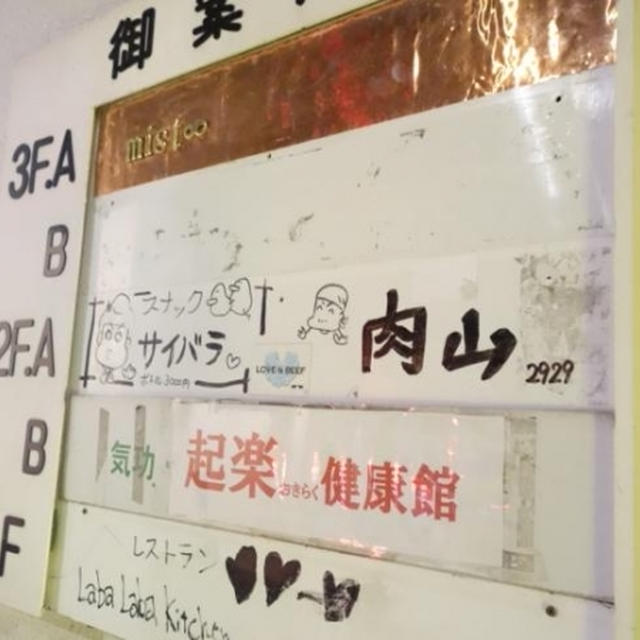 御案
3F.A
mist∞
B
2F.A
スナック
サイバラ♡
ボトル3000円
LOVE is BEEF
肉山 2929
B
気功 起楽おきらく健康館
F
レストラン
Laba Laba Kitchen